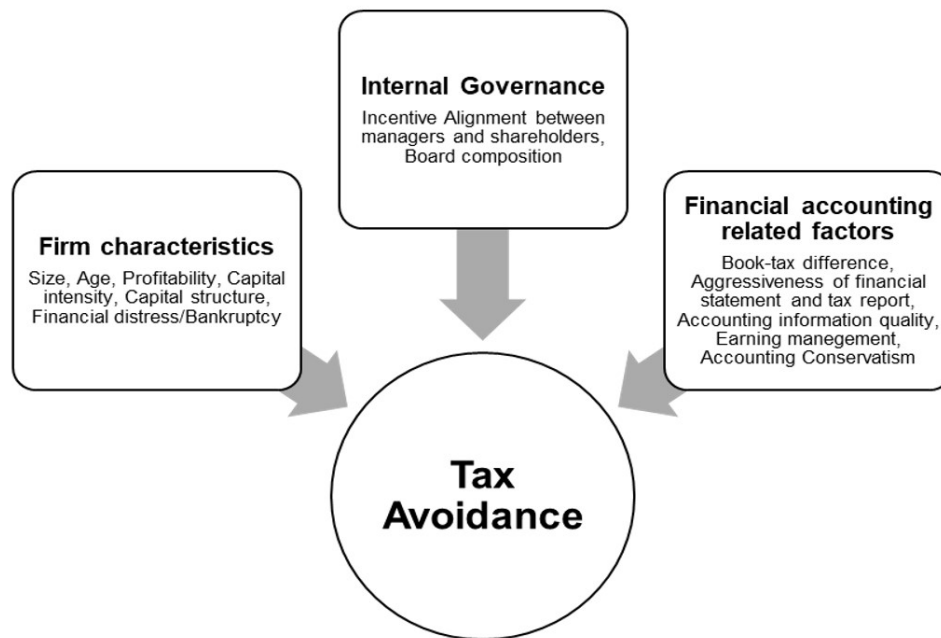 Internal Governance
Incentive Alignment between
managers and shareholders,
Board composition
Firm characteristics
Size, Age, Profitability, Capital
intensity, Capital structure,
Financial distress/Bankruptcy
Financial accounting
related factors
Book-tax difference,
Aggressiveness of financial
statement and tax report,
Accounting information quality,
Earning manegement,
Accounting Conservatism
Tax
Avoidance